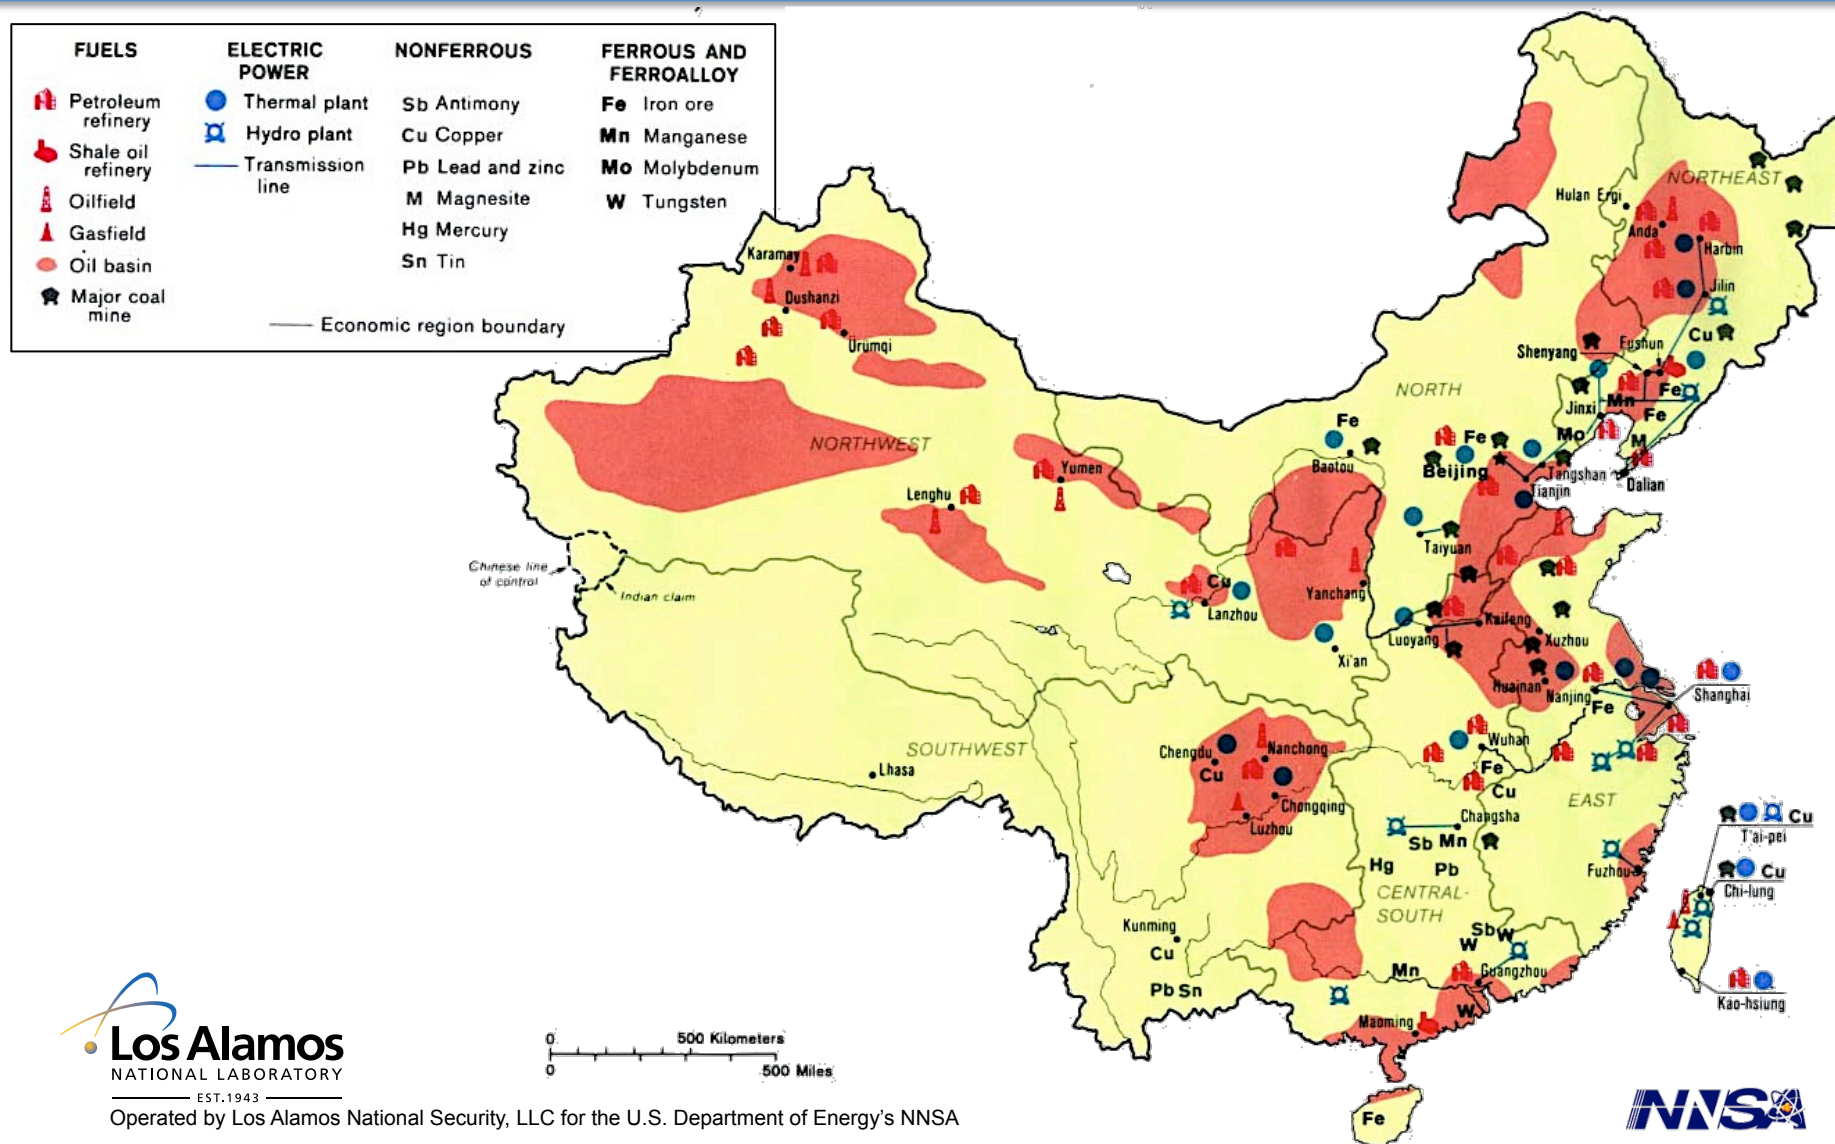 FUELS
Petroleum
refinery
Shale oil
refinery
Oilfield
Gasfield
Oil basin
Major coal
mine
ELECTRIC
POWER
Thermal plant
Hydro plant
Transmission
line
NONFERROUS
Sb Antimony
Cu Copper
Pb Lead and zinc
M Magnesite
Hg Mercury
Sn Tin
FERROUS AND
FERROALLOY
Fe Iron ore
Mn Manganese
Mo Molybdenum
W Tungsten
Economic region boundary
NORTHEAST
Hulan Ergi
Anda
Harbin
Jilin
Cu
Fushun
Shenyang
Fe
Mn
Jinxi
Fe
Mo
M
Dalian
NORTH
Fe
Baotou
Fe
Beijing
Tangshan
Tianjin
Taiyuan
Karamay
Dushanzi
Urumqi
NORTHWEST
Yumen
Lenghu
Chinese line
of control
Indian claim
Cu
Lanzhou
Yanchang
Xi'an
Luoyang
Kaifeng
Xuzhou
Huainan
Nanjing
Fe
Shanghai
SOUTHWEST
Lhasa
Chengdu
Cu
Nanchong
Chongqing
Luzhou
Wuhan
Fe
Cu
Changsha
Sb Mn
Hg
Pb
CENTRAL-
SOUTH
EAST
Fuzhou
Cu
T'ai-pei
Cu
Chi-lung
Kao-hsiung
Kunming
Cu
Pb Sn
Sb
W
W
Mn
Guangzhou
W
Maoming
Fe
0 500 Kilometers
0 500 Miles
Los Alamos
NATIONAL LABORATORY
EST.1943
Operated by Los Alamos National Security, LLC for the U.S. Department of Energy's NNSA
NNSA